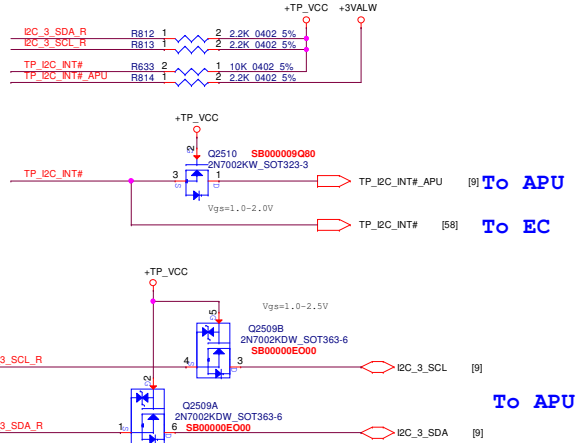 +TP_VCC +3VALW
I2C_3_SDA_R R812 1 2 2.2K 0402 5%
I2C_3_SCL_R R813 1 2 2.2K 0402 5%
TP_I2C_INT# R633 2 1 10K 0402 5%
TP_I2C_INT#_APU R814 1 2 2.2K 0402 5%
+TP_VCC
2 G
Q2510 SB000009Q80
2N7002KW_SOT323-3
TP_I2C_INT# 3 S 1 D TP_I2C_INT#_APU [9] To APU
Vgs=1.0-2.0V
TP_I2C_INT# [58] To EC
+TP_VCC
Vgs=1.0-2.5V
5 G
Q2509B
2N7002KDW_SOT363-6
SB00000EO00
3_SCL_R 4 S 3 D I2C_3_SCL [9]
2 G
To APU
Q2509A
2N7002KDW_SOT363-6
SB00000EO00
3_SDA_R 1 S 6 D I2C_3_SDA [9]